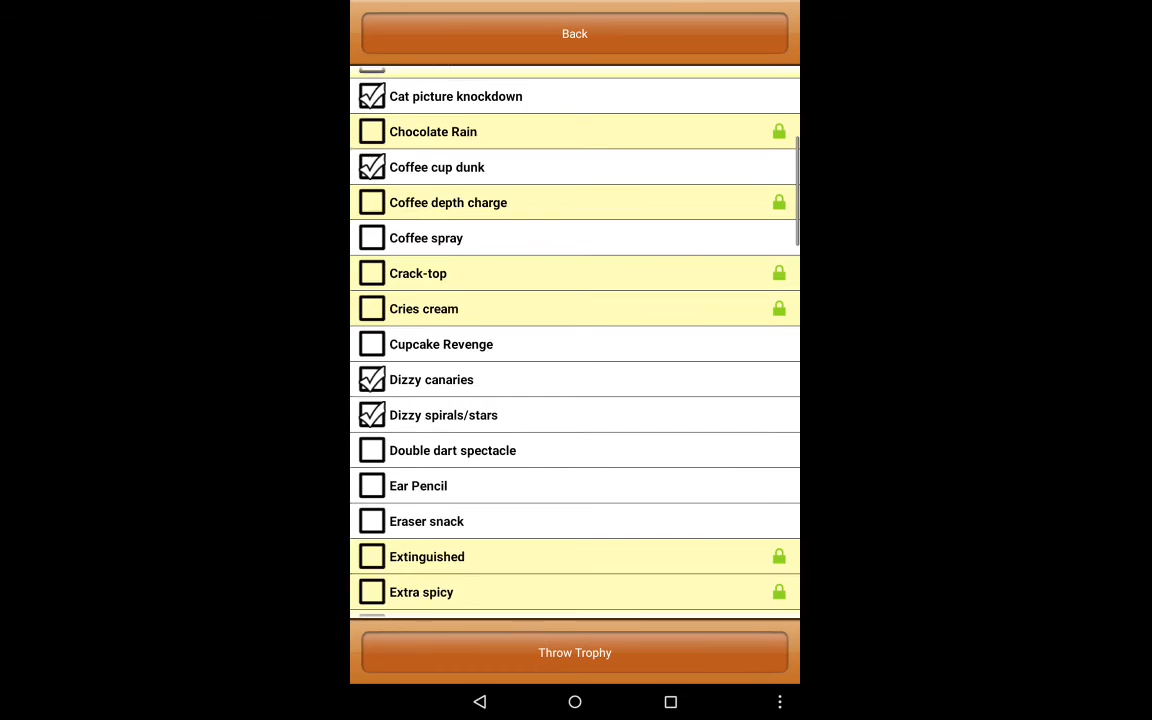 Back
Cat picture knockdown
Chocolate Rain
Coffee cup dunk
Coffee depth charge
Coffee spray
Crack-top
Cries cream
Cupcake Revenge
Dizzy canaries
Dizzy spirals/stars
Double dart spectacle
Ear Pencil
Eraser snack
Extinguished
Extra spicy
Throw Trophy